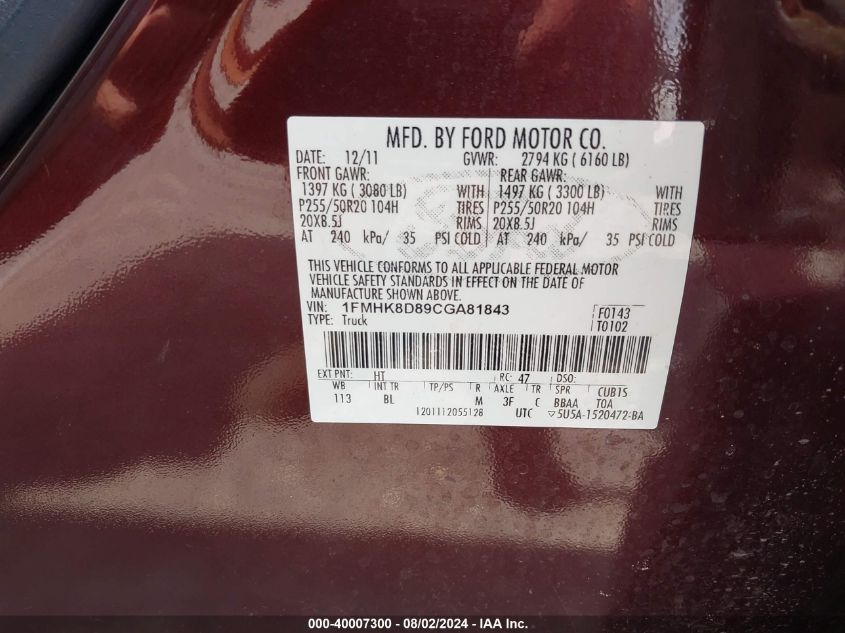 MFD. BY FORD MOTOR CO.
DATE: 12/11 GVWR: 2794 KG ( 6160 LB)
FRONT GAWR: REAR GAWR:
1397 KG ( 3080 LB) WITH 1497 KG ( 3300 LB) WITH
P255/50R20 104H TIRES P255/50R20 104H TIRES
20X8.5J RIMS 20X8.5J RIMS
AT 240 kPa/ 35 PSI COLD AT 240 kPa/ 35 PSI COLD
THIS VEHICLE CONFORMS TO ALL APPLICABLE FEDERAL MOTOR
VEHICLE SAFETY STANDARDS IN EFFECT ON THE DATE OF
MANUFACTURE SHOWN ABOVE.
VIN: 1FMHK8D89CGA81843 F0143
TYPE: Truck T0102
EXT PNT: HT RC: 47 DSO:
WB INT TR TP/PS R AXLE TR SPR CUB1S
113 BL M 3F C BBAA TOA
1201112055128 UTC ▽5U5A-1520472-BA
000-40007300 - 08/02/2024 - IAA Inc.